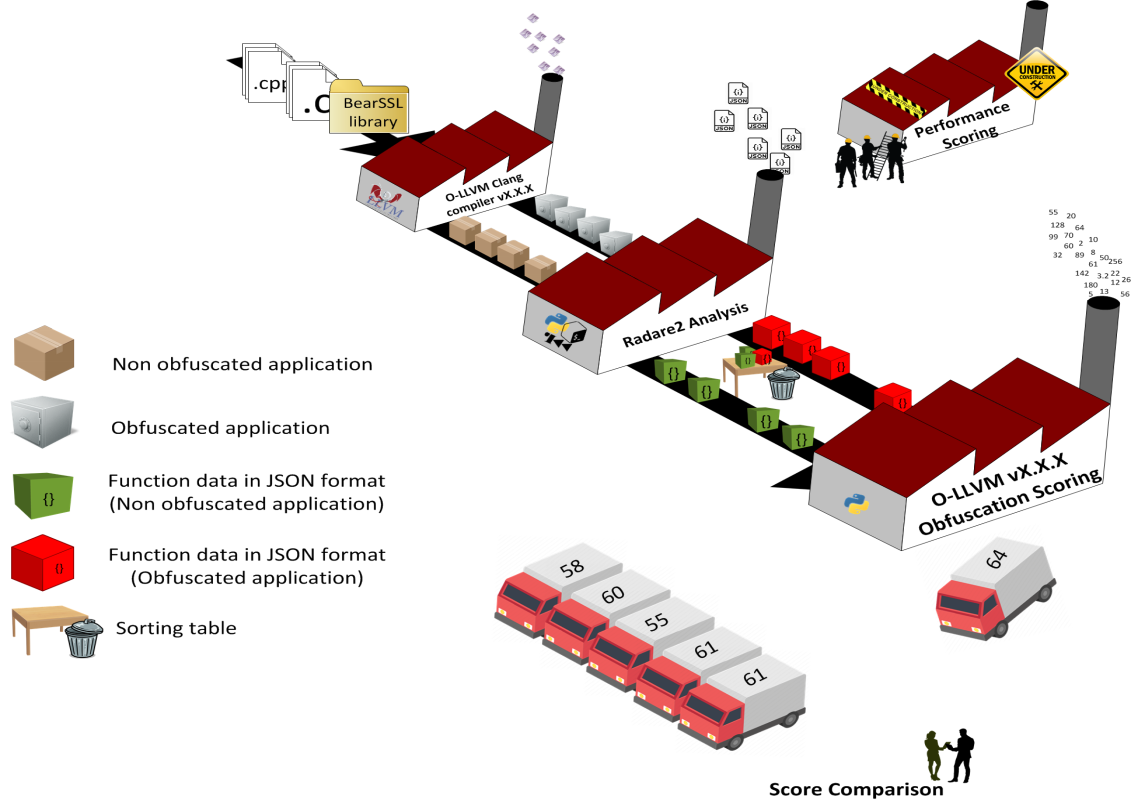 .cpp
.C
BearSSL
library
O-LLVM Clang
compiler vX.X.X
LLVM
JSON
JSON
JSON
JSON
JSON
JSON
UNDER
CONSTRUCTION
Performance
Scoring
Radare2 Analysis
55
20
128
64
99
70
10
60
2
32
89
8
50
256
61
142
3.2
22
26
180
12
5
13
56
O-LLVM vX.X.X
Obfuscation Scoring
Non obfuscated application
Obfuscated application
{}
Function data in JSON format
(Non obfuscated application)
{}
Function data in JSON format
(Obfuscated application)
Sorting table
58
60
55
61
61
64
Score Comparison